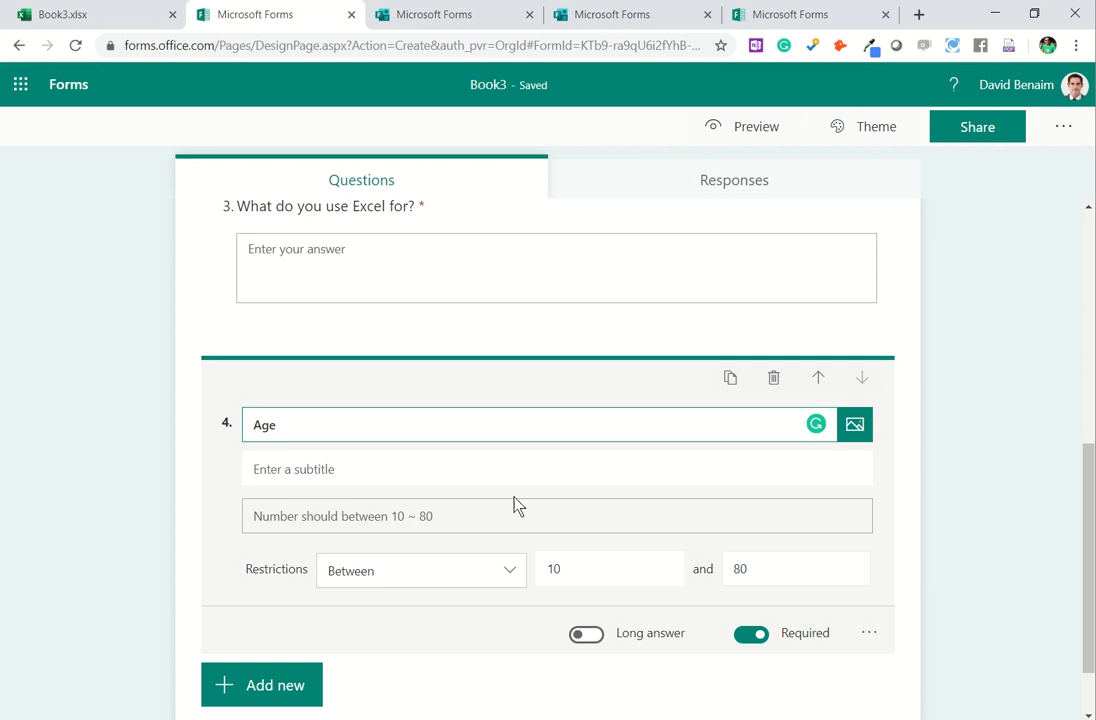 Book3.xlsx
Microsoft Forms
Microsoft Forms
Microsoft Forms
Microsoft Forms
forms.office.com/Pages/DesignPage.aspx?Action=Create&auth_pvr=OrgId&FormId=KTb9-ra9qU6i2fYhB-...
Forms
Book3 - Saved
? David Benaim
Preview
Theme
Share
Questions
Responses
3. What do you use Excel for? *
Enter your answer
4. Age
Enter a subtitle
Number should between 10 ~ 80
Restrictions Between 10 and 80
Long answer
Required
Add new